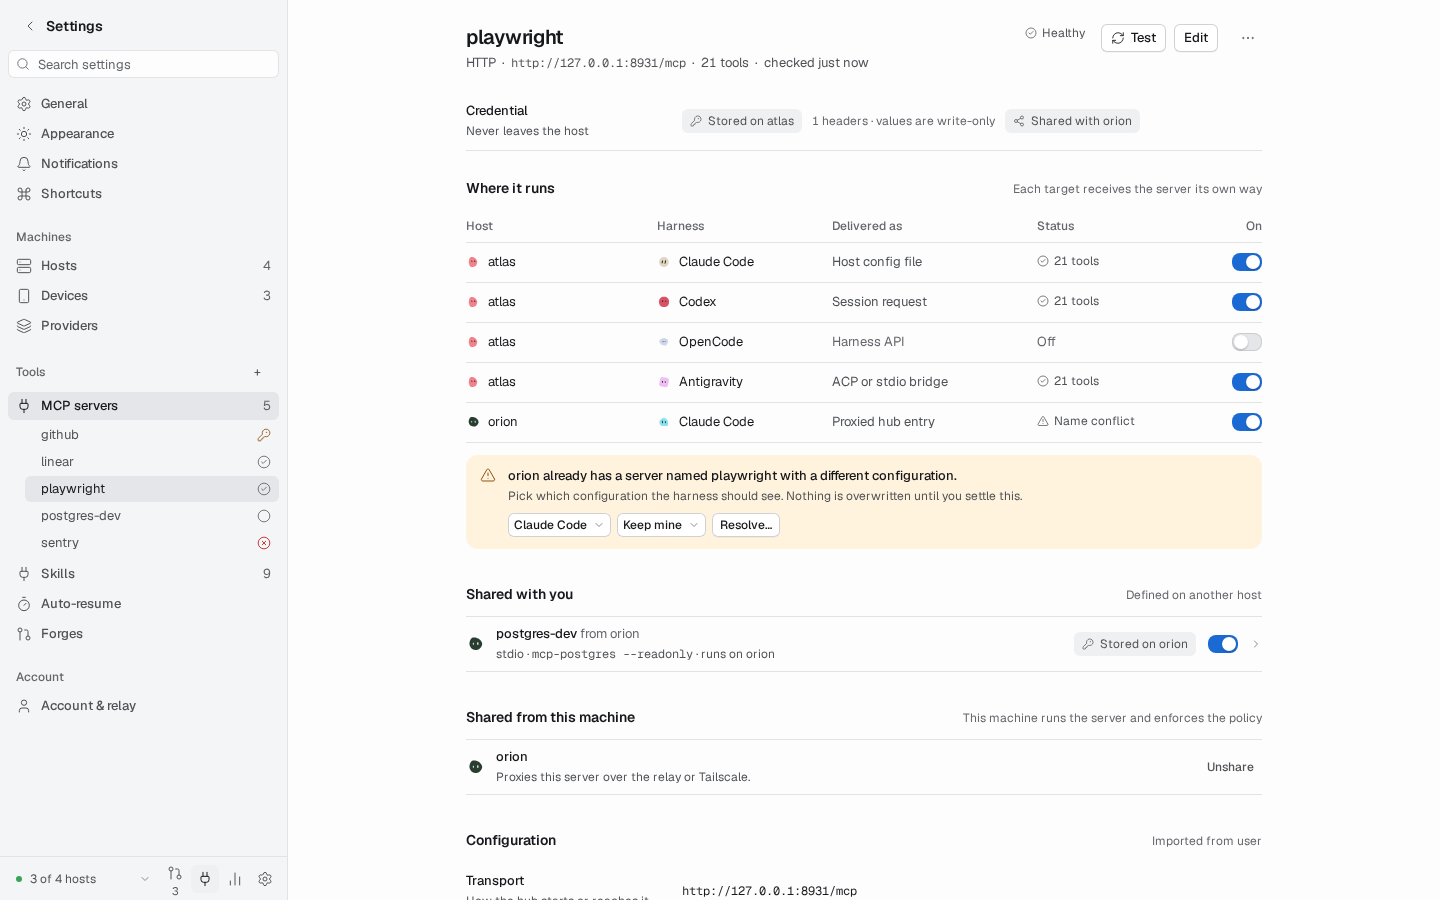 Settings
Search settings
General
Appearance
Notifications
Shortcuts
Machines
Hosts 4
Devices 3
Providers
Tools +
MCP servers 5
github
linear
playwright
postgres-dev
sentry
Skills 9
Auto-resume
Forges
Account
Account & relay
3 of 4 hosts
3
playwright
Healthy Test Edit ···
HTTP · http://127.0.0.1:8931/mcp · 21 tools · checked just now
Credential
Never leaves the host
Stored on atlas 1 headers · values are write-only Shared with orion
Where it runs Each target receives the server its own way
Host Harness Delivered as Status On
atlas Claude Code Host config file 21 tools
atlas Codex Session request 21 tools
atlas OpenCode Harness API Off
atlas Antigravity ACP or stdio bridge 21 tools
orion Claude Code Proxied hub entry Name conflict
orion already has a server named playwright with a different configuration.
Pick which configuration the harness should see. Nothing is overwritten until you settle this.
Claude Code Keep mine Resolve...
Shared with you Defined on another host
postgres-dev from orion
stdio · mcp-postgres --readonly · runs on orion
Stored on orion
Shared from this machine This machine runs the server and enforces the policy
orion
Proxies this server over the relay or Tailscale.
Unshare
Configuration Imported from user
Transport
http://127.0.0.1:8931/mcp
How the hub starts or reaches it